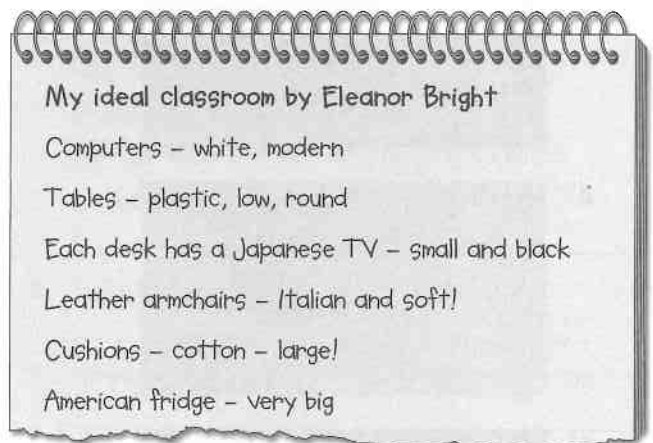 My ideal classroom by Eleanor Bright
Computers – white, modern
Tables – plastic, low, round
Each desk has a Japanese TV – small and black
Leather armchairs – Italian and soft!
Cushions – cotton – large!
American fridge – very big